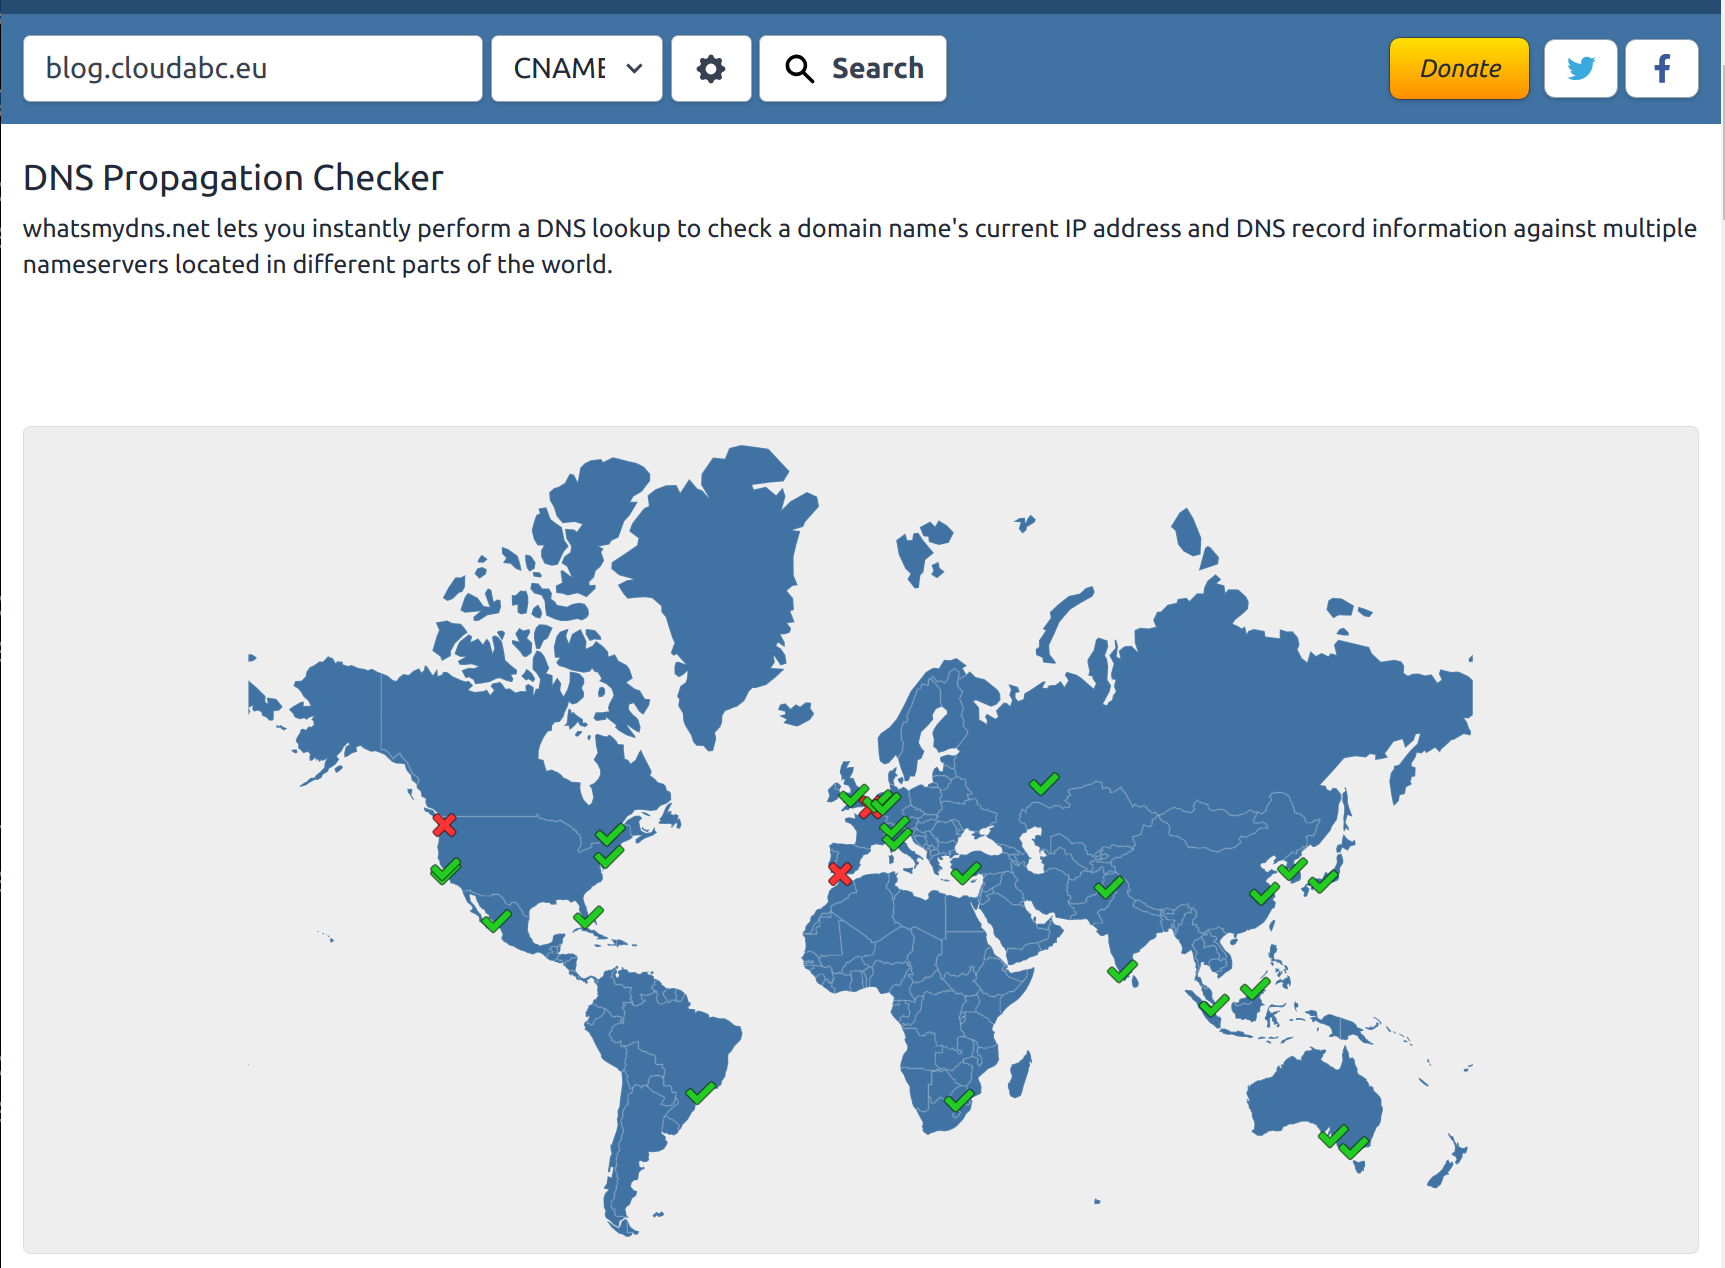 blog.cloudabc.eu CNAME Search Donate
DNS Propagation Checker
whatsmydns.net lets you instantly perform a DNS lookup to check a domain name's current IP address and DNS record information against multiple
nameservers located in different parts of the world.